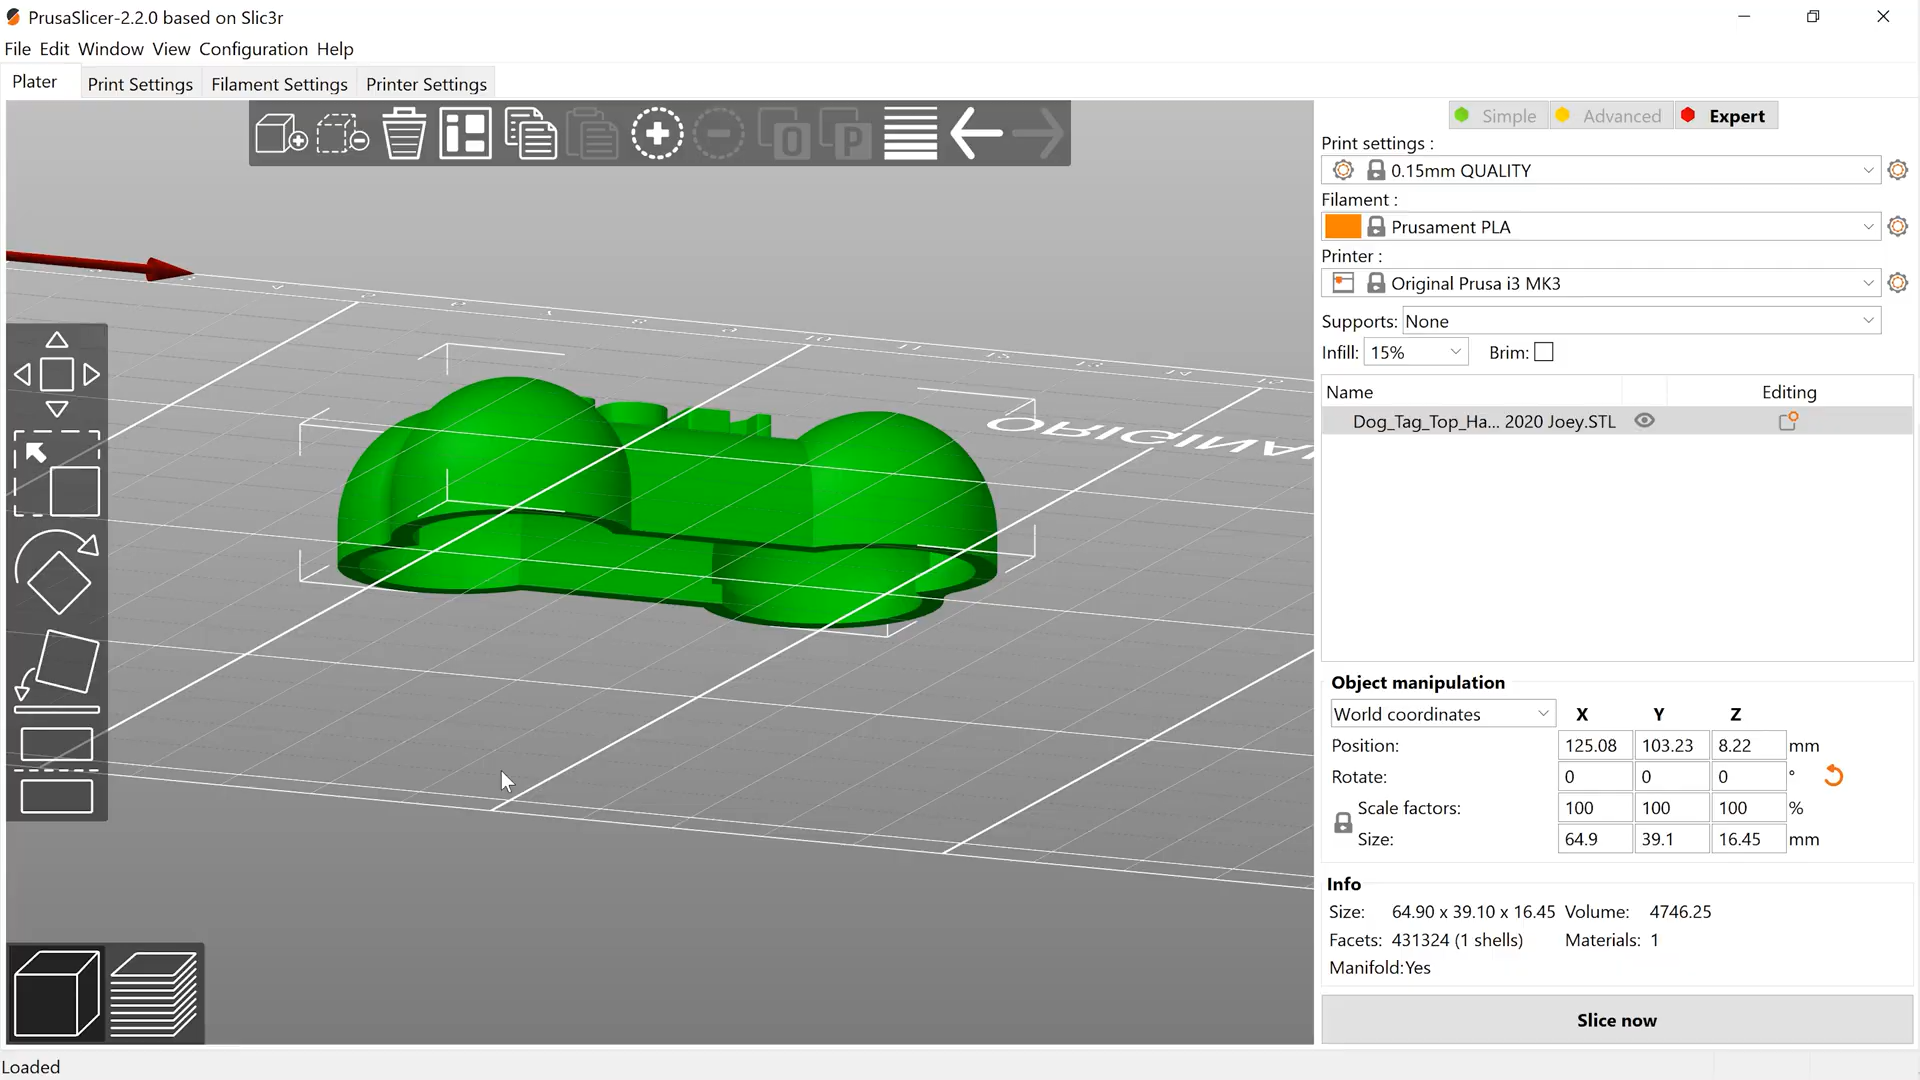 PrusaSlicer-2.2.0 based on Slic3r
File Edit Window View Configuration Help
Plater Print Settings Filament Settings Printer Settings
Simple Advanced Expert
Print settings :
0.15mm QUALITY
Filament :
Prusament PLA
Printer :
Original Prusa i3 MK3
Supports: None
Infill: 15% Brim:
Name Editing
Dog_Tag_Top_Ha... 2020 Joey.STL
O P
ORIGINA
Object manipulation
World coordinates X Y Z
Position: 125.08 103.23 8.22 mm
Rotate: 0 0 0 °
Scale factors: 100 100 100 %
Size: 64.9 39.1 16.45 mm
Info
Size: 64.90 x 39.10 x 16.45 Volume: 4746.25
Facets: 431324 (1 shells) Materials: 1
Manifold:Yes
Slice now
Loaded